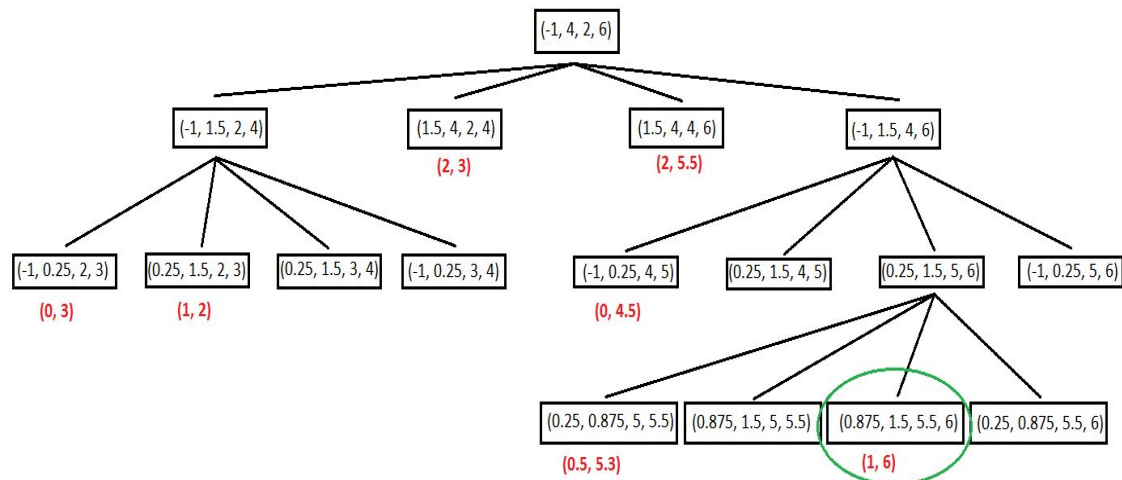 (-1, 4, 2, 6)
(-1, 1.5, 2, 4)
(1.5, 4, 2, 4)
(1.5, 4, 4, 6)
(-1, 1.5, 4, 6)
(2, 3)
(2, 5.5)
(-1, 0.25, 2, 3)
(0.25, 1.5, 2, 3)
(0.25, 1.5, 3, 4)
(-1, 0.25, 3, 4)
(-1, 0.25, 4, 5)
(0.25, 1.5, 4, 5)
(0.25, 1.5, 5, 6)
(-1, 0.25, 5, 6)
(0, 3)
(1, 2)
(0, 4.5)
(0.25, 0.875, 5, 5.5)
(0.875, 1.5, 5, 5.5)
(0.875, 1.5, 5.5, 6)
(0.25, 0.875, 5.5, 6)
(0.5, 5.3)
(1, 6)